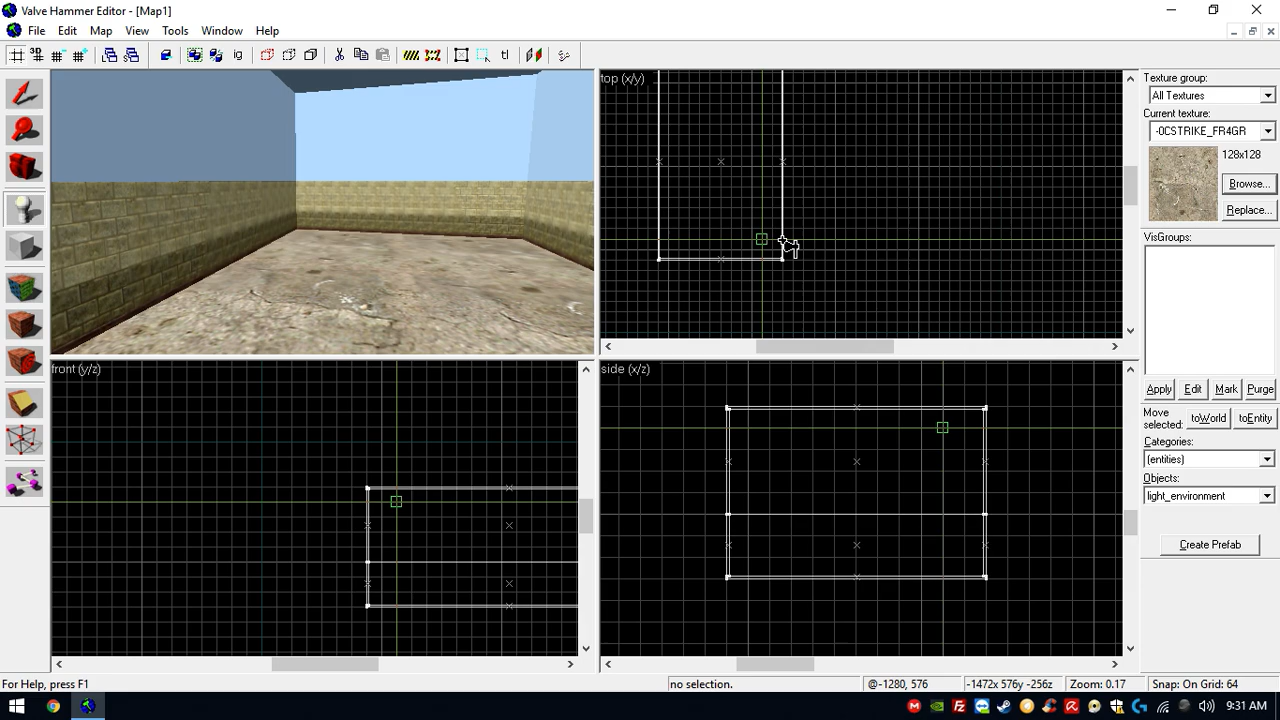 Valve Hammer Editor - [Map1]
File Edit Map View Tools Window Help
top (x/y)
front (y/z)
side (x/z)
Texture group:
All Textures
Current texture:
-0CSTRIKE_FR4GR
128x128
Browse...
Replace...
VisGroups:
Apply Edit Mark Purge
Move selected:
toWorld toEntity
Categories:
(entities)
Objects:
light_environment
Create Prefab
For Help, press F1
no selection.
@-1280, 576
-1472x 576y -256z
Zoom: 0.17
Snap: On Grid: 64
9:31 AM